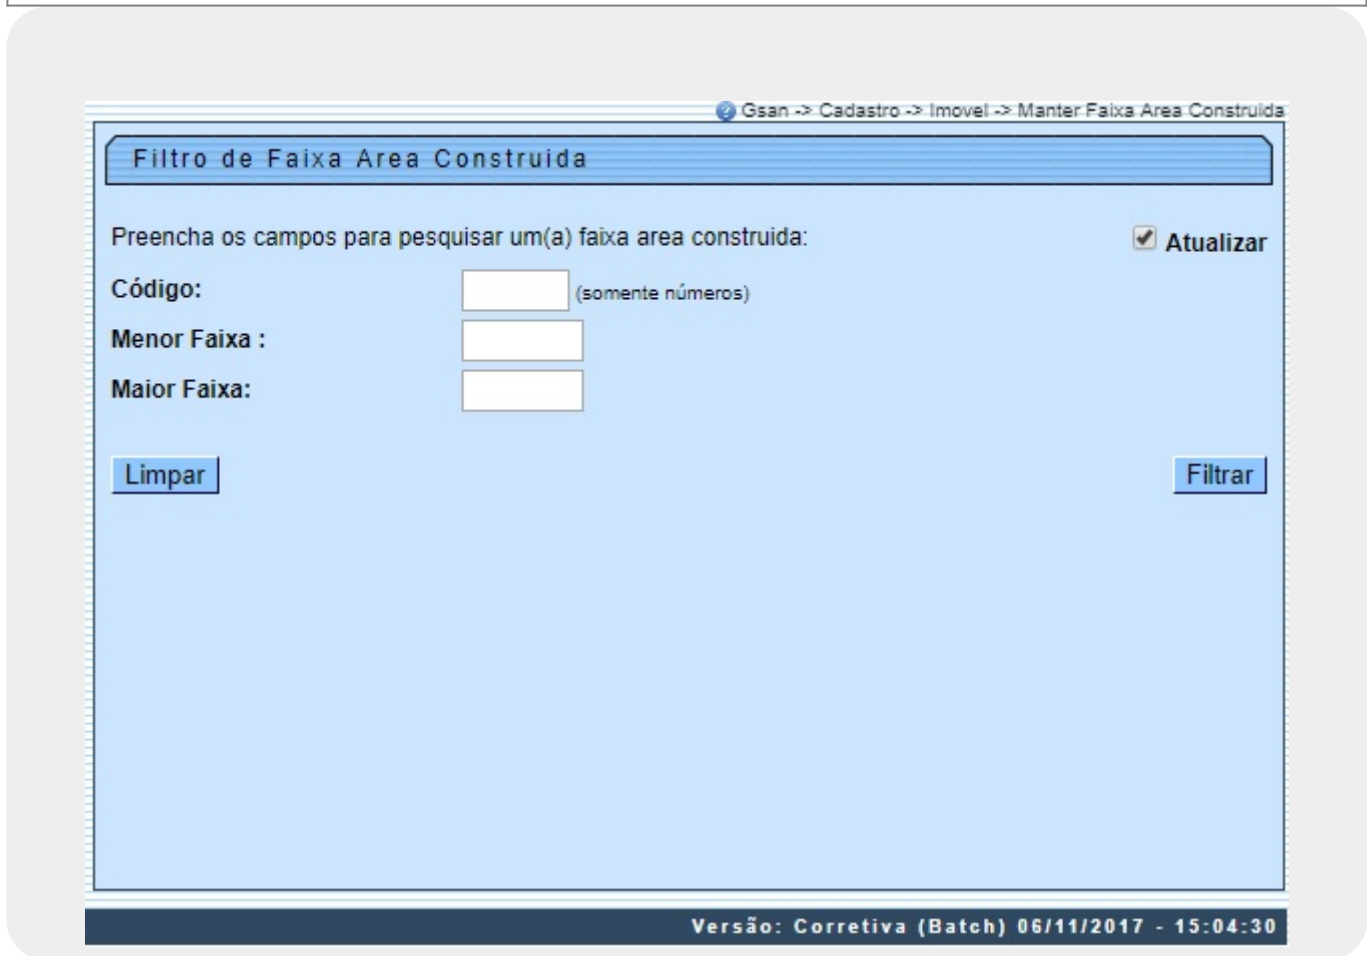 Gsan -> Cadastro -> Imovel -> Manter Faixa Area Construida
Filtro de Faixa Area Construida
Preencha os campos para pesquisar um(a) faixa area construida:
Atualizar
Código:
(somente números)
Menor Faixa :
Maior Faixa:
Limpar
Filtrar
Versão: Corretiva (Batch) 06/11/2017 - 15:04:30